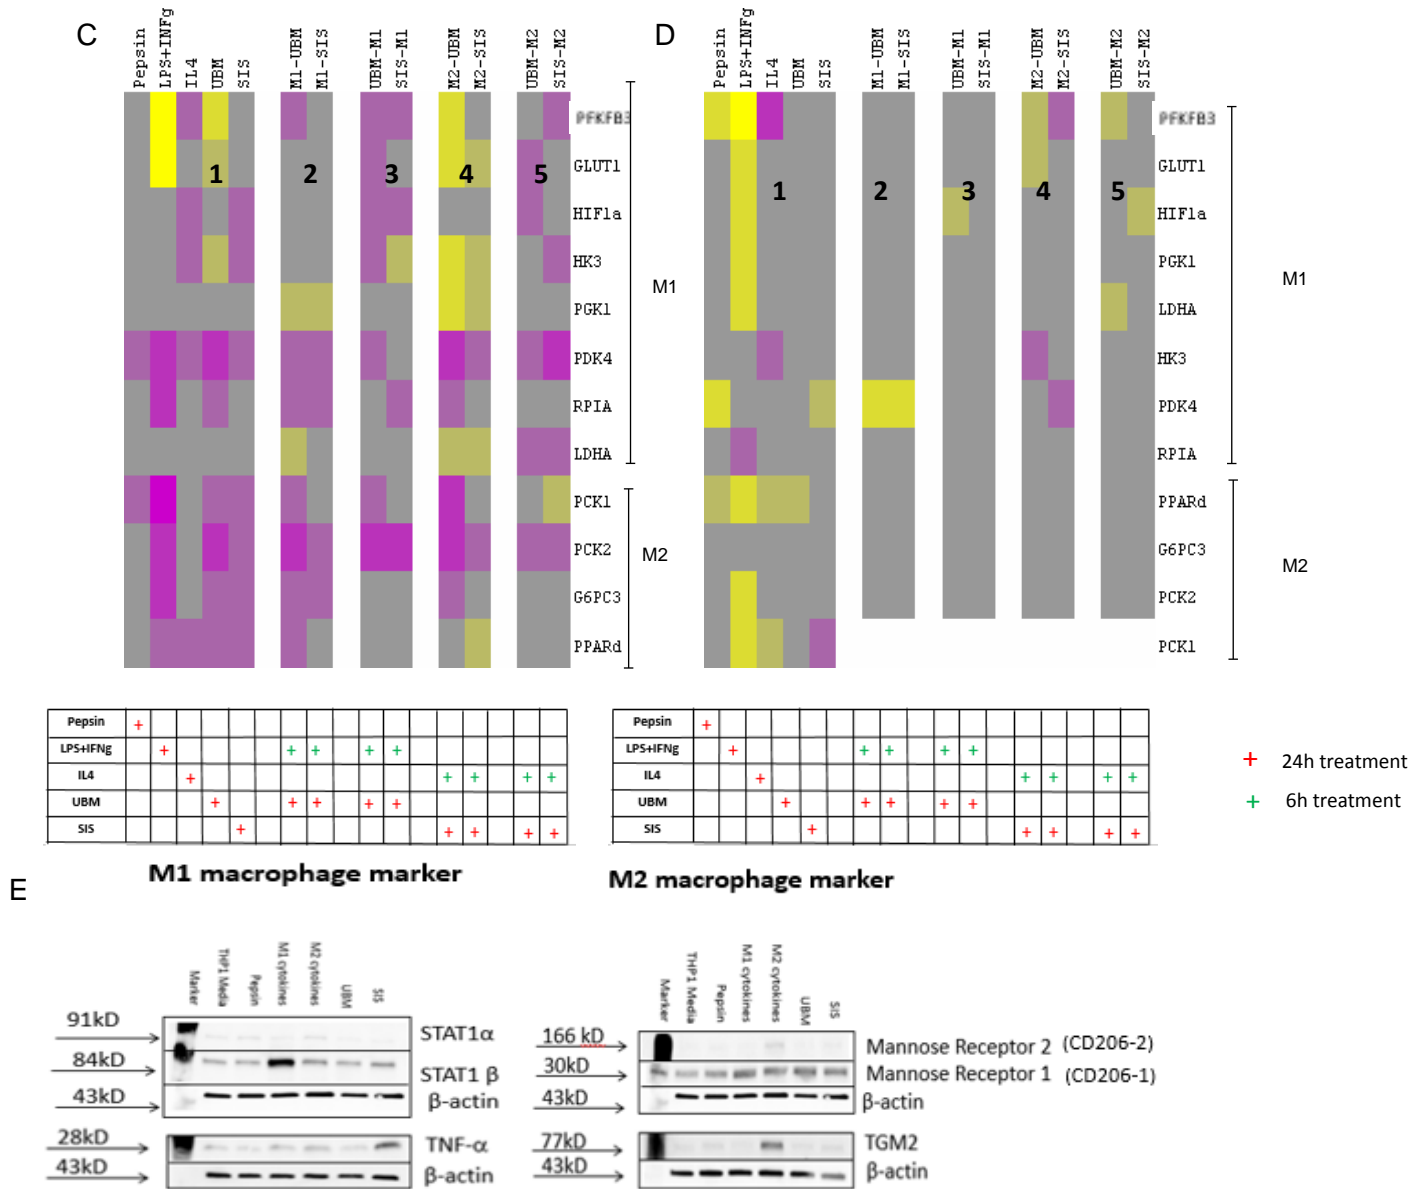 C
Pepsin
LPS+INFg
IL4
UBM
SIS
M1-UBM
M1-SIS
UBM-M1
SIS-M1
M2-UBM
M2-SIS
UBM-M2
SIS-M2
1
2
3
4
5
PFKFB3
GLUT1
HIF1a
HK3
PGK1
PDK4
RPIA
LDHA
PCK1
PCK2
G6PC3
PPARd
M1
M2
D
Pepsin
LPS+INFg
IL4
UBM
SIS
M1-UBM
M1-SIS
UBM-M1
SIS-M1
M2-UBM
M2-SIS
UBM-M2
SIS-M2
1
2
3
4
5
PFKFB3
GLUT1
HIF1a
PGK1
LDHA
HK3
PDK4
RPIA
PPARd
G6PC3
PCK2
PCK1
M1
M2
Pepsin +
LPS+IFNg + + + + +
IL4 + + + + +
UBM + + + + +
SIS + + + + +
Pepsin +
LPS+IFNg + + + + +
IL4 + + + + +
UBM + + + + +
SIS + + + + +
+ 24h treatment
+ 6h treatment
E
M1 macrophage marker
Marker
THP1 Media
Pepsin
M1 cytokines
M2 cytokines
UBM
SIS
91kD
STAT1α
84kD
STAT1 β
43kD
β-actin
28kD
TNF-α
43kD
β-actin
M2 macrophage marker
Marker
THP1 Media
Pepsin
M1 cytokines
M2 cytokines
UBM
SIS
166 kD
Mannose Receptor 2 (CD206-2)
30kD
Mannose Receptor 1 (CD206-1)
43kD
β-actin
77kD
TGM2
43kD
β-actin